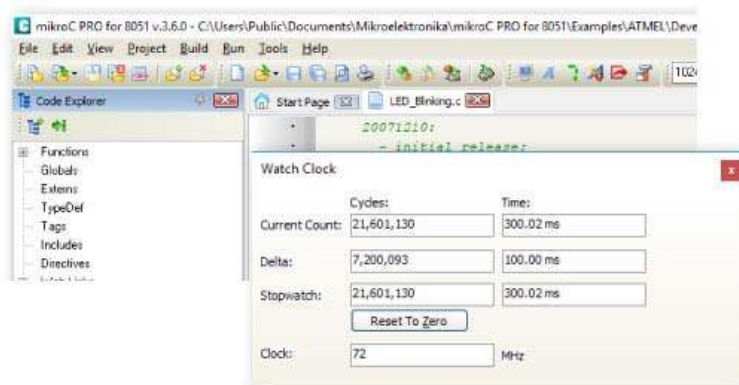 mikroC PRO for 8051 v.3.6.0 - C:\Users\Public\Documents\Mikroelektronika\mikroC PRO for 8051\Examples\ATMEL\Deve
File Edit View Project Build Run Tools Help
102
Code Explorer
Start Page LED_Blinking.c
20071210:
- initial release;
Functions
Globals
Externs
TypeDef
Tags
Includes
Directives
Watch Clock
Cycles: Time:
Current Count: 21,601,130 300.02 ms
Delta: 7,200,093 100.00 ms
Stopwatch: 21,601,130 300.02 ms
Reset To Zero
Clock: 72 MHz